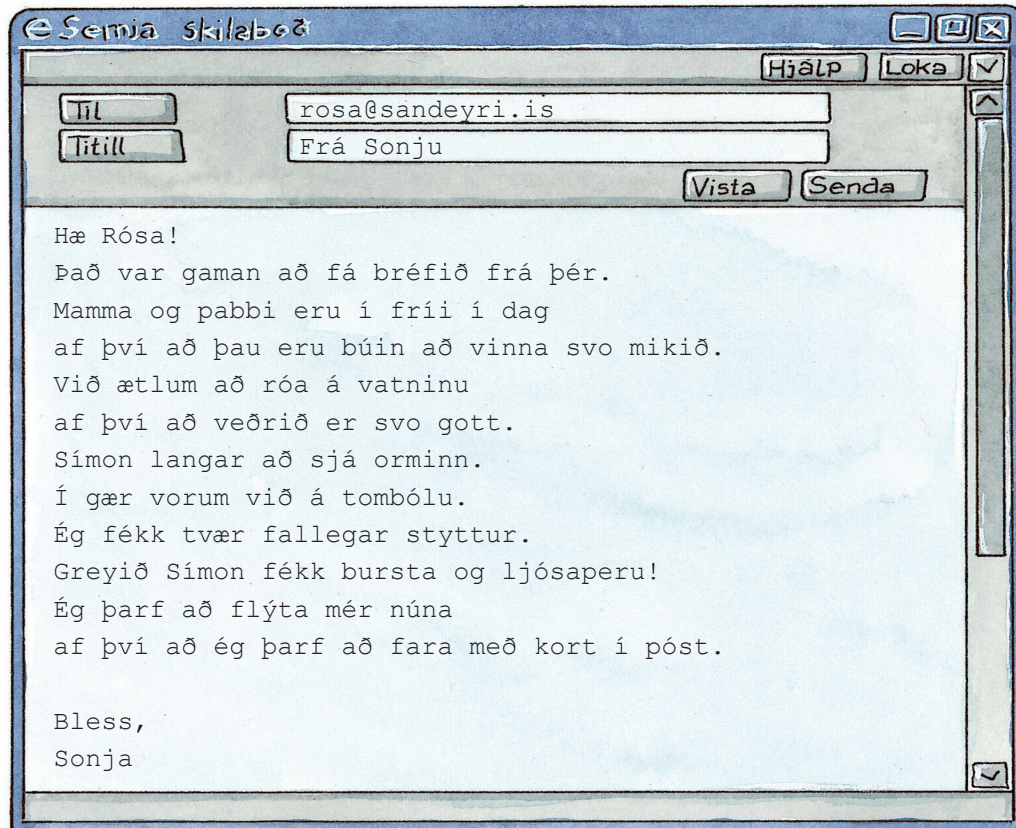 Semja skilaboð
Hjálp Loka
Til rosa@sandeyri.is
Titill Frá Sonju
Vista Senda
Hæ Rósa!
Það var gaman að fá bréfið frá þér.
Mamma og pabbi eru í fríi í dag
af því að þau eru búin að vinna svo mikið.
Við ætlum að róa á vatninu
af því að veðrið er svo gott.
Símon langar að sjá orminn.
Í gær vorum við á tombólu.
Ég fékk tvær fallegar styttur.
Greyið Símon fékk bursta og ljósaperu!
Ég þarf að flýta mér núna
af því að ég þarf að fara með kort í póst.
Bless,
Sonja